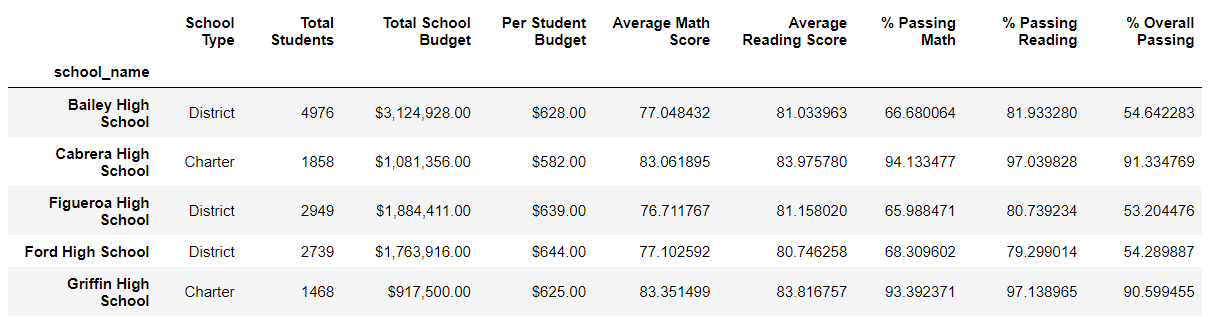 School Type Total Students Total School Budget Per Student Budget Average Math Score Average Reading Score % Passing Math % Passing Reading % Overall Passing
school_name
Bailey High School District 4976 $3,124,928.00 $628.00 77.048432 81.033963 66.680064 81.933280 54.642283
Cabrera High School Charter 1858 $1,081,356.00 $582.00 83.061895 83.975780 94.133477 97.039828 91.334769
Figueroa High School District 2949 $1,884,411.00 $639.00 76.711767 81.158020 65.988471 80.739234 53.204476
Ford High School District 2739 $1,763,916.00 $644.00 77.102592 80.746258 68.309602 79.299014 54.289887
Griffin High School Charter 1468 $917,500.00 $625.00 83.351499 83.816757 93.392371 97.138965 90.599455